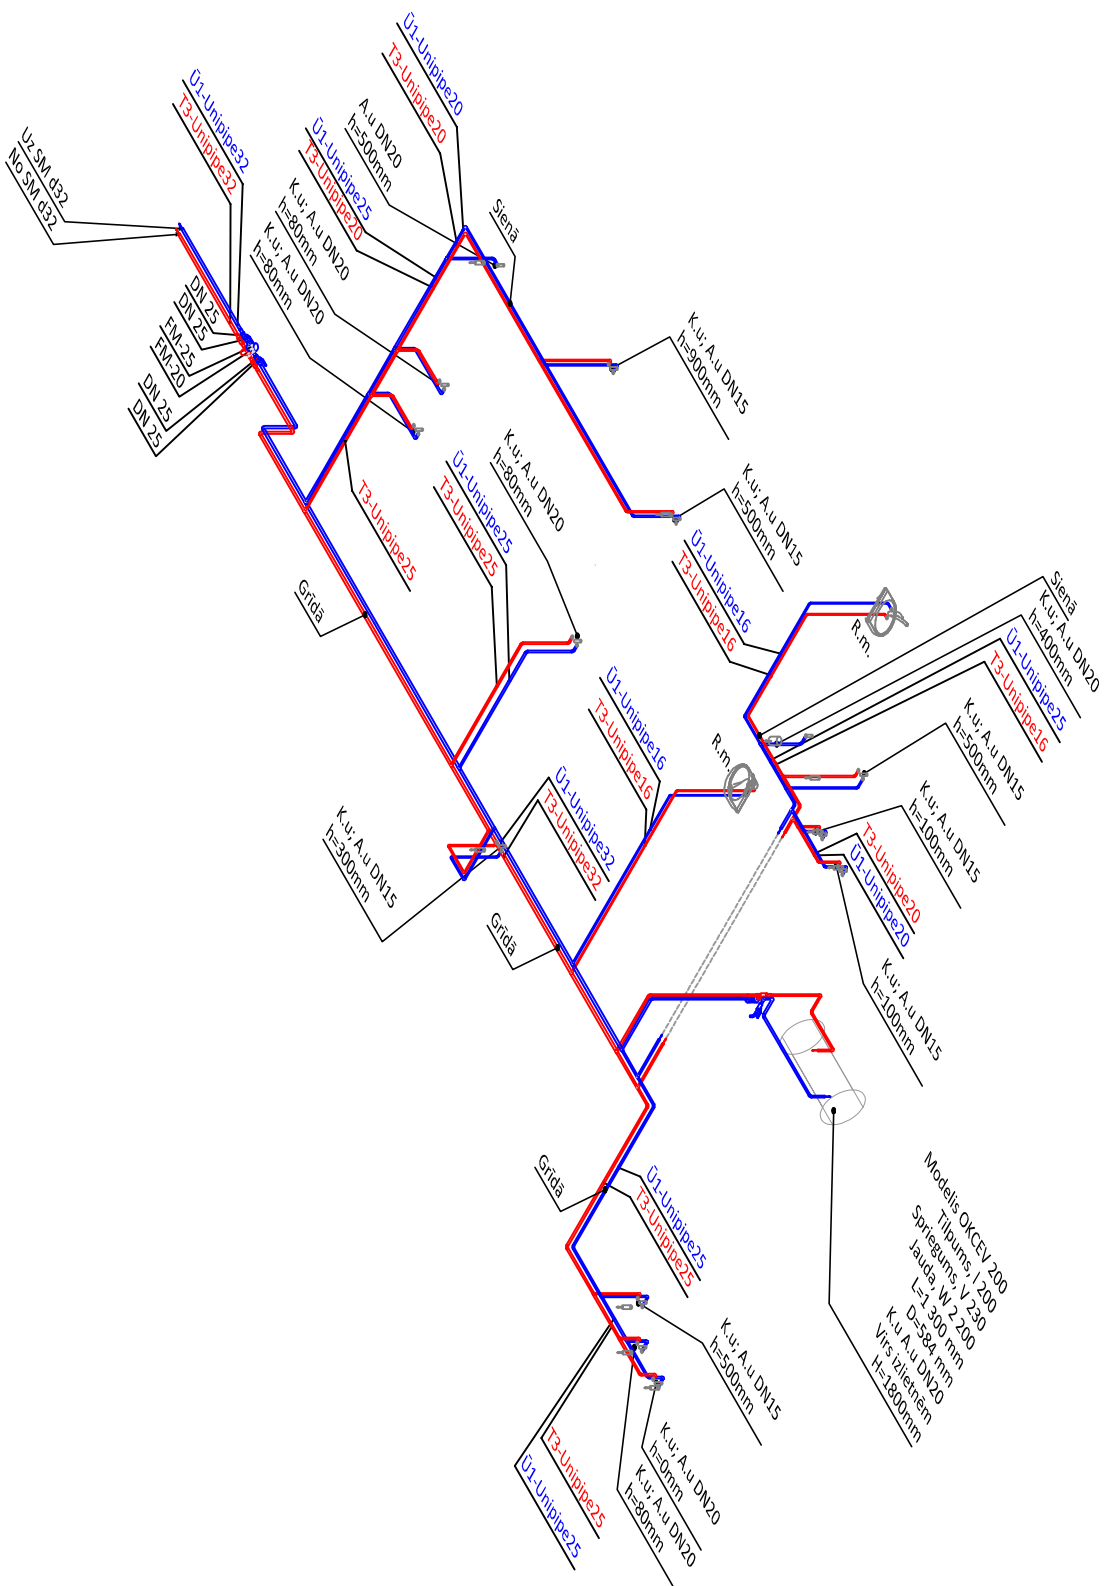 Ū1-Unipipe20
T3-Unipipe20
Ū1-Unipipe32
T3-Unipipe32
Uz SM d32
No SM d32
A.u DN20
h=500mm
Ū1-Unipipe25
T3-Unipipe20
K.u; A.u DN20
h=80mm
K.u; A.u DN20
h=80mm
Sienā
DN 25
DN 25
FM-25
FM-20
DN 25
DN 25
K.u; A.u DN15
h=900mm
K.u; A.u DN20
h=80mm
Ū1-Unipipe25
T3-Unipipe25
T3-Unipipe25
K.u; A.u DN15
h=500mm
Ū1-Unipipe16
T3-Unipipe16
Grīdā
R.m.
Sienā
K.u; A.u DN20
h=400mm
Ū1-Unipipe25
T3-Unipipe16
Ū1-Unipipe16
T3-Unipipe16
R.m.
K.u; A.u DN15
h=500mm
Ū1-Unipipe32
T3-Unipipe32
K.u; A.u DN15
h=300mm
K.u; A.u DN15
h=100mm
T3-Unipipe20
Ū1-Unipipe20
Grīdā
K.u; A.u DN15
h=100mm
Grīdā
Ū1-Unipipe25
T3-Unipipe25
Modelis OKCEV 200
Tilpums, l 200
Spriegums, V 230
Jauda, W 2 200
L=1 300 mm
D=584 mm
K.u A.u DN20
Virs izlietnēm
H=1800mm
K.u; A.u DN15
h=500mm
K.u; A.u DN20
h=0mm
K.u; A.u DN20
h=80mm
T3-Unipipe25
Ū1-Unipipe25